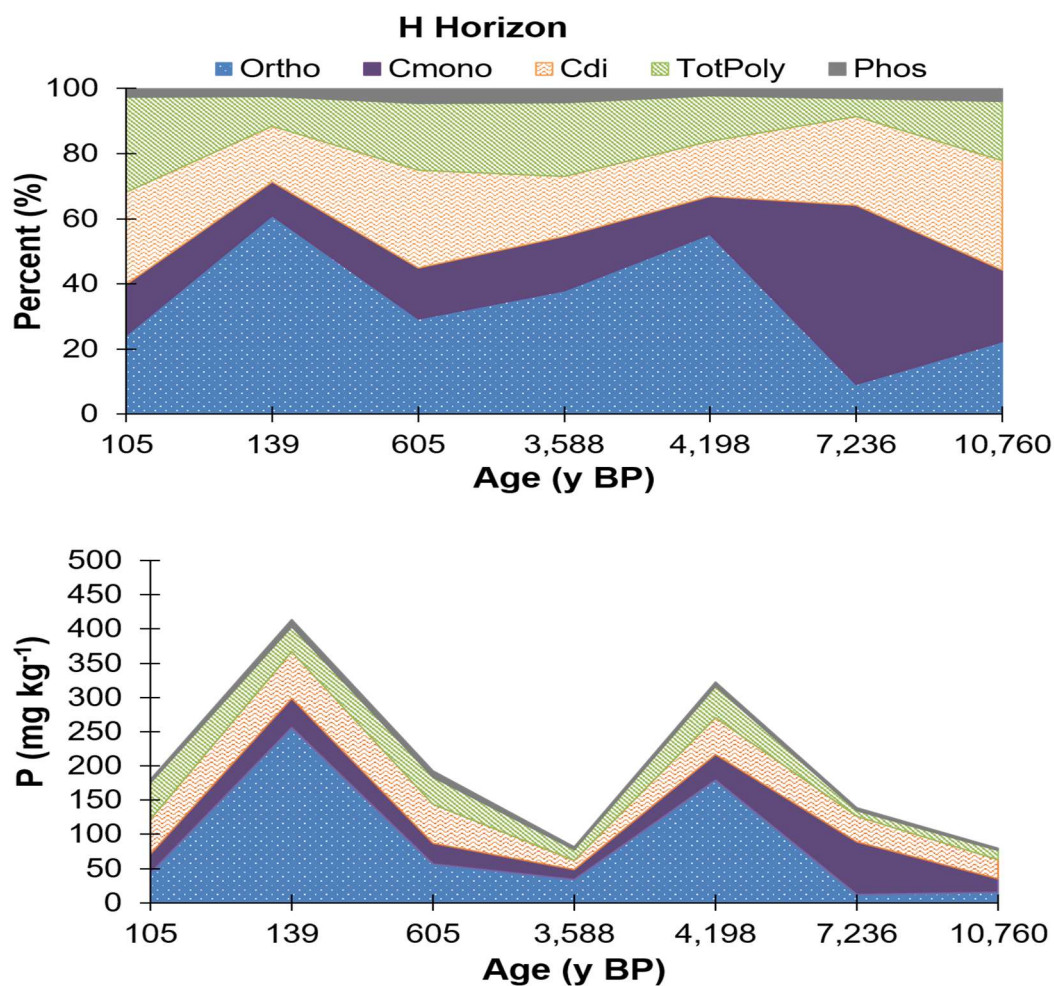 H Horizon
Ortho Cmono Cdi TotPoly Phos
100
80
60
40
20
0
Percent (%)
105 139 605 3,588 4,198 7,236 10,760
Age (y BP)
500
450
400
350
300
250
200
150
100
50
0
P (mg kg⁻¹)
105 139 605 3,588 4,198 7,236 10,760
Age (y BP)